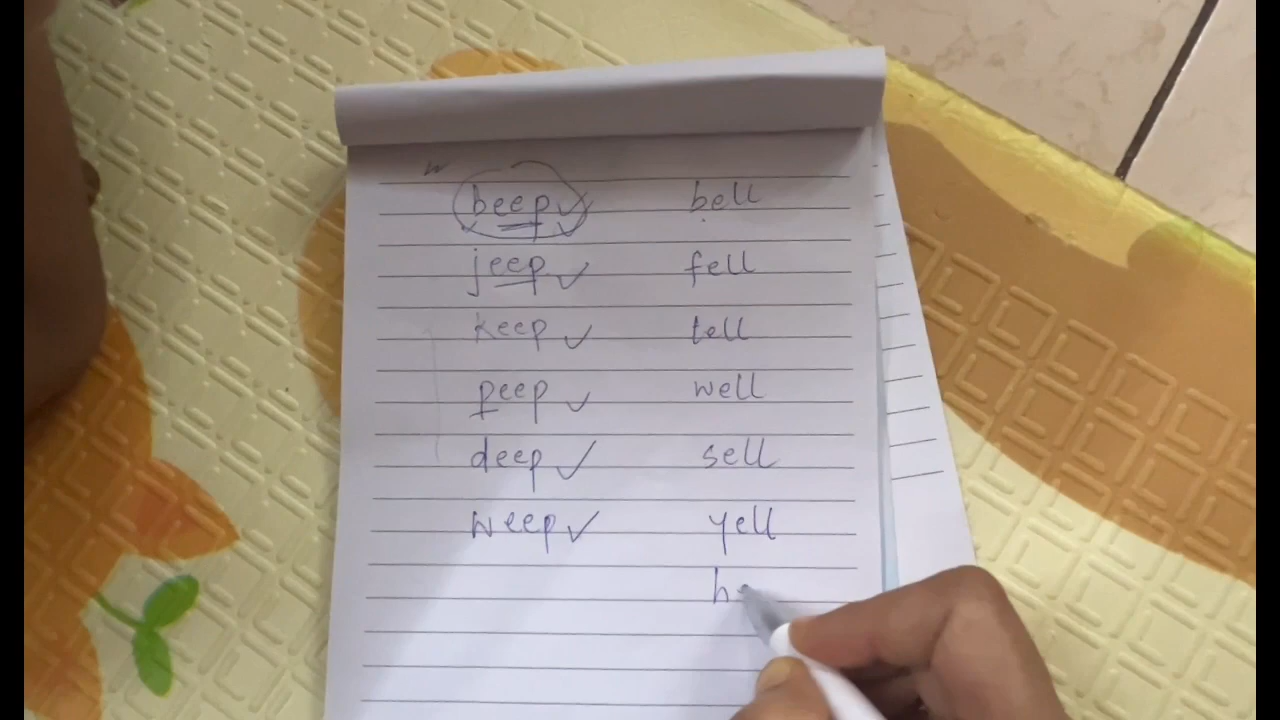 beep ✓ bell
jeep ✓ fell
keep ✓ tell
peep ✓ well
deep ✓ sell
weep ✓ yell